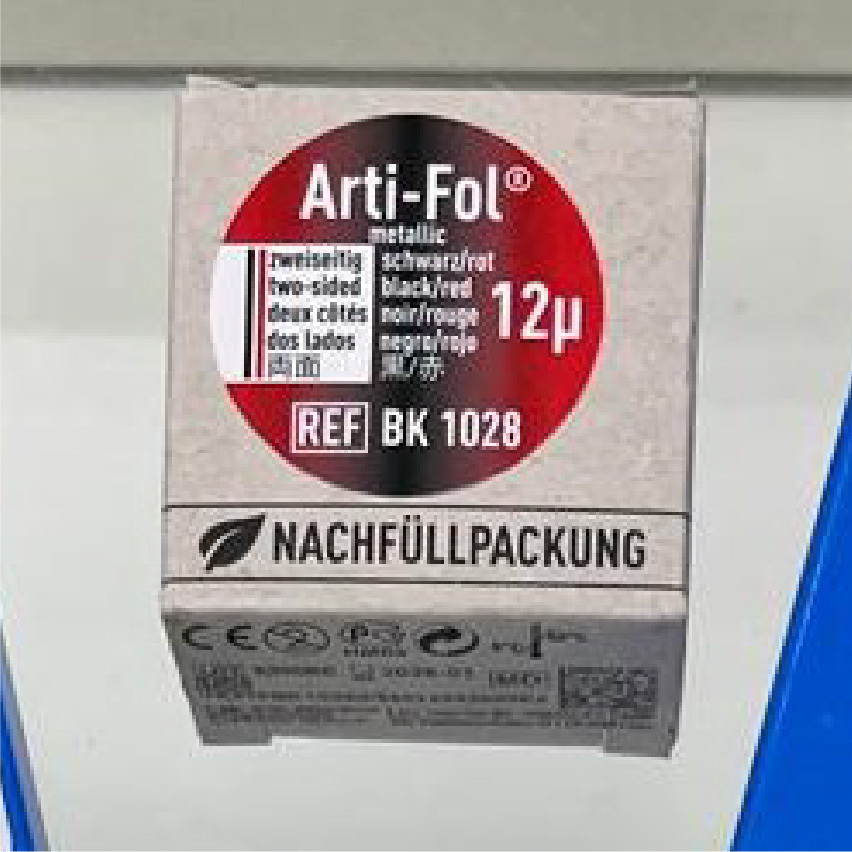 Arti-Fol®
metallic
zweiseitig
two-sided
deux côtés
dos lados
両面
schwarz/rot
black/red
noir/rouge
negro/rojo
黒/赤
12µ
REF BK 1028
NACHFÜLLPACKUNG
CE
MD